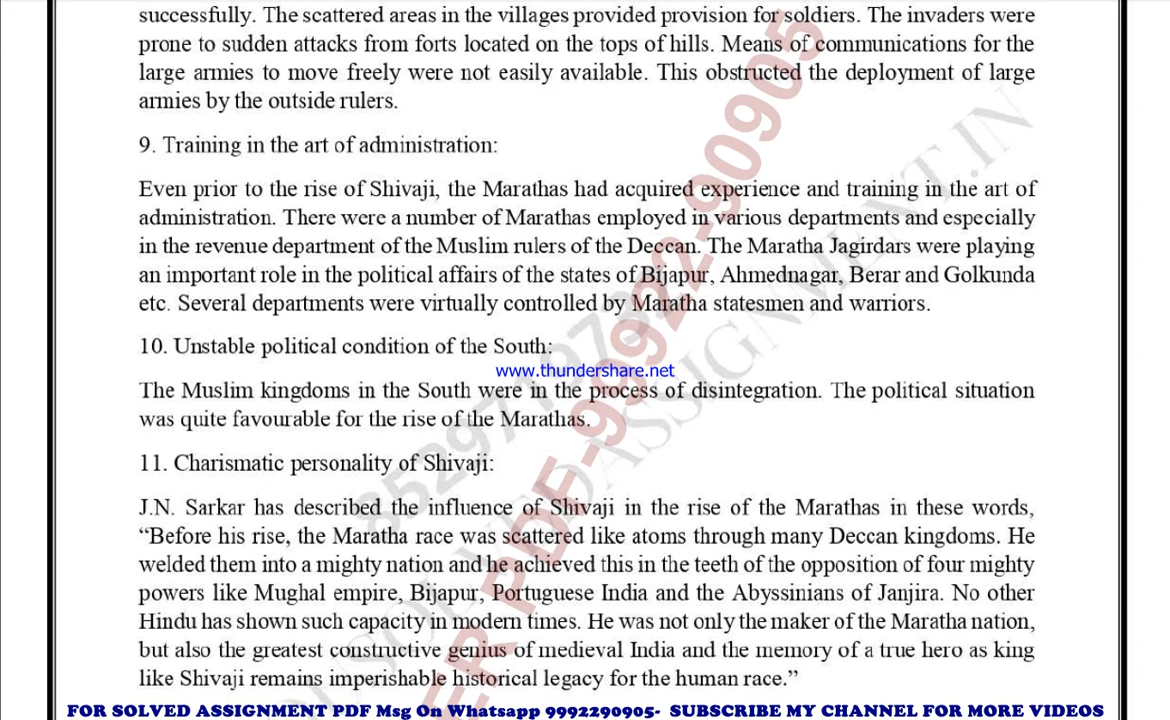 successfully. The scattered areas in the villages provided provision for soldiers. The invaders were
prone to sudden attacks from forts located on the tops of hills. Means of communications for the
large armies to move freely were not easily available. This obstructed the deployment of large
armies by the outside rulers.
9. Training in the art of administration:
Even prior to the rise of Shivaji, the Marathas had acquired experience and training in the art of
administration. There were a number of Marathas employed in various departments and especially
in the revenue department of the Muslim rulers of the Deccan. The Maratha Jagirdars were playing
an important role in the political affairs of the states of Bijapur, Ahmednagar, Berar and Golkunda
etc. Several departments were virtually controlled by Maratha statesmen and warriors.
10. Unstable political condition of the South:
www.thundershare.net
The Muslim kingdoms in the South were in the process of disintegration. The political situation
was quite favourable for the rise of the Marathas.
11. Charismatic personality of Shivaji:
J.N. Sarkar has described the influence of Shivaji in the rise of the Marathas in these words,
“Before his rise, the Maratha race was scattered like atoms through many Deccan kingdoms. He
welded them into a mighty nation and he achieved this in the teeth of the opposition of four mighty
powers like Mughal empire, Bijapur, Portuguese India and the Abyssinians of Janjira. No other
Hindu has shown such capacity in modern times. He was not only the maker of the Maratha nation,
but also the greatest constructive genius of medieval India and the memory of a true hero as king
like Shivaji remains imperishable historical legacy for the human race.”
ER PDF-99922-90905
SOLVEDASSIGNMENT.IN
FOR SOLVED ASSIGNMENT PDF Msg On Whatsapp 9992290905- SUBSCRIBE MY CHANNEL FOR MORE VIDEOS